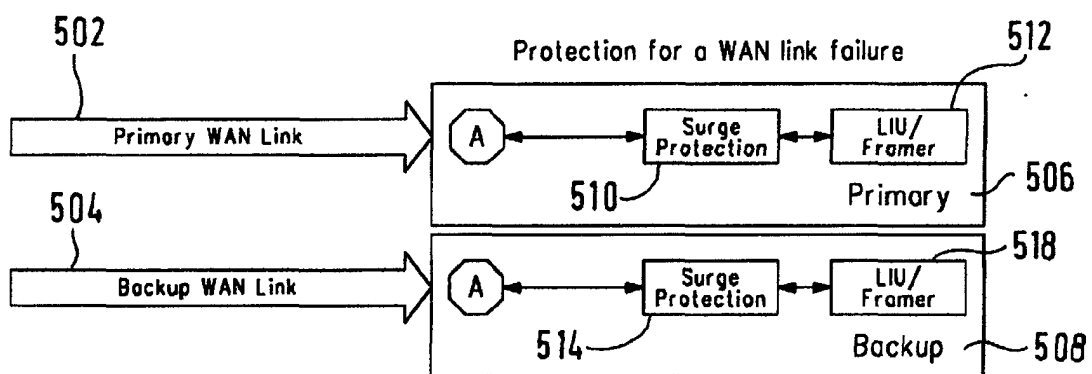 502
Protection for a WAN link failure
512
Primary WAN Link
A
Surge
Protection
LIU/
Framer
510
Primary
506
504
518
Backup WAN Link
A
Surge
Protection
LIU/
Framer
514
Backup
508